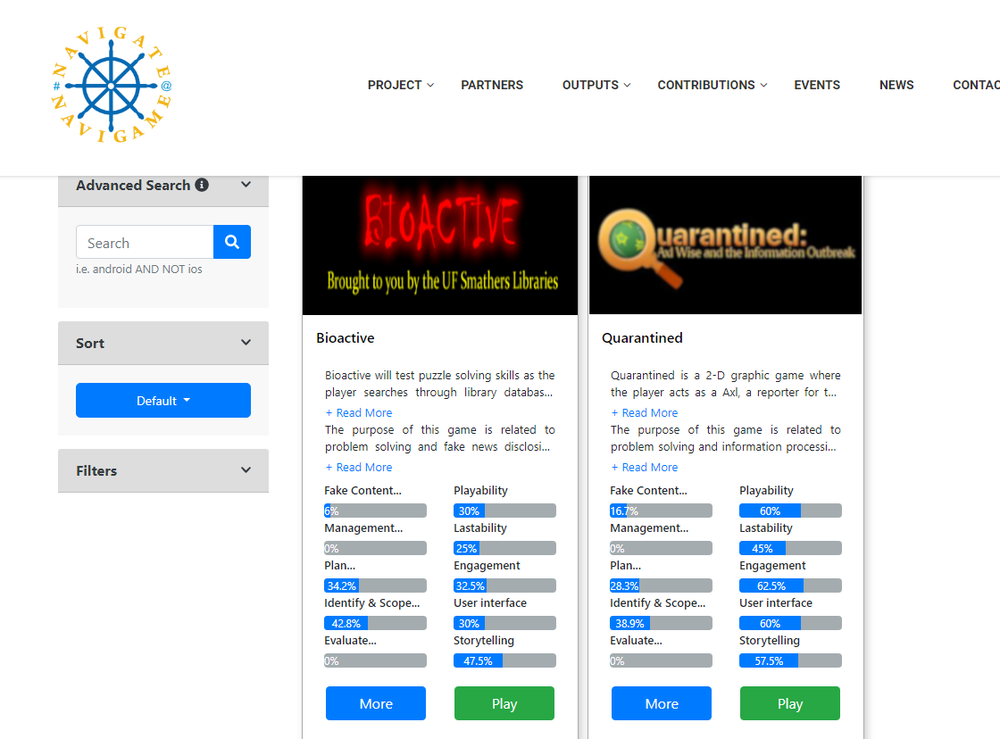 #NAVIGATE
@NAVIGAME
PROJECT
PARTNERS
OUTPUTS
CONTRIBUTIONS
EVENTS
NEWS
CONTAC
Advanced Search
Search
i.e. android AND NOT ios
Sort
Default
Filters
BIOACTIVE
Brought to you by the UF Smathers Libraries
Bioactive
Bioactive will test puzzle solving skills as the
player searches through library databas...
+ Read More
The purpose of this game is related to
problem solving and fake news disclosi...
+ Read More
Fake Content...
6%
Playability
30%
Management...
0%
Lastability
25%
Plan...
34.2%
Engagement
32.5%
Identify & Scope...
42.8%
User interface
30%
Evaluate...
0%
Storytelling
47.5%
More
Play
Quarantined:
Axl Wise and the Information Outbreak
Quarantined
Quarantined is a 2-D graphic game where
the player acts as a Axl, a reporter for t...
+ Read More
The purpose of this game is related to
problem solving and information processi...
+ Read More
Fake Content...
16.7%
Playability
60%
Management...
0%
Lastability
45%
Plan...
28.3%
Engagement
62.5%
Identify & Scope...
38.9%
User interface
60%
Evaluate...
0%
Storytelling
57.5%
More
Play